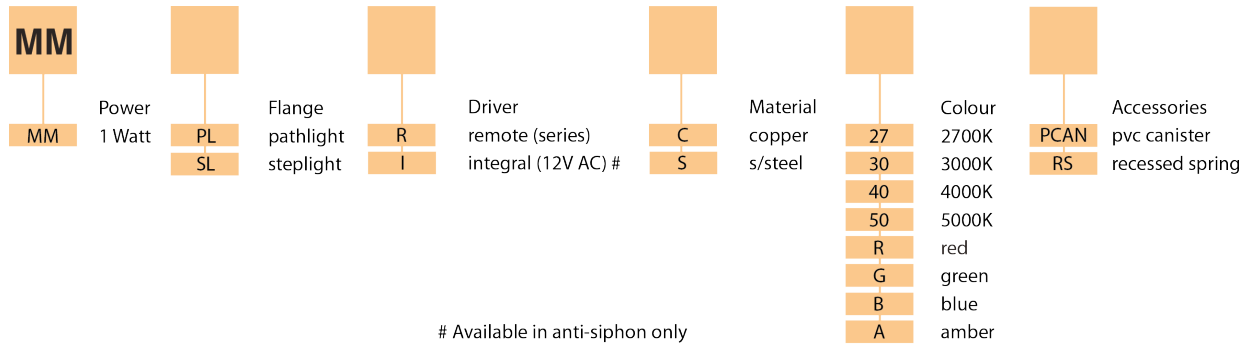 MM
Power Flange Driver Material Colour Accessories
MM 1 Watt PL pathlight R remote (series) C copper 27 2700K PCAN pvc canister
SL steplight I integral (12V AC) # S s/steel 30 3000K RS recessed spring
40 4000K
50 5000K
R red
G green
B blue
# Available in anti-siphon only A amber